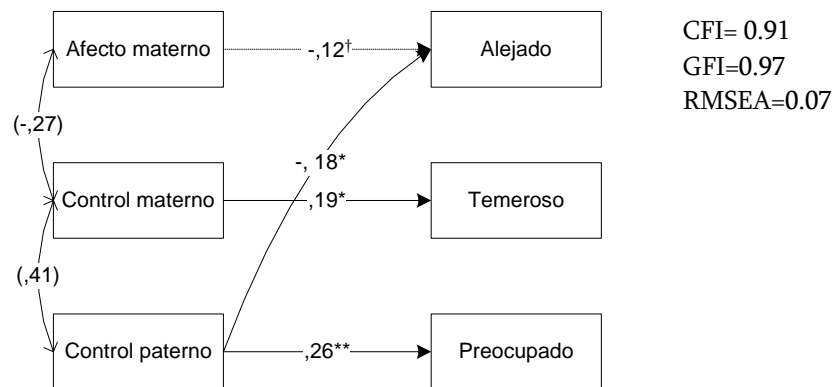 Afecto materno
-,12†
Alejado
CFI= 0.91
GFI=0.97
RMSEA=0.07
(-,27)
-, 18*
Control materno
,19*
Temeroso
(,41)
Control paterno
,26**
Preocupado